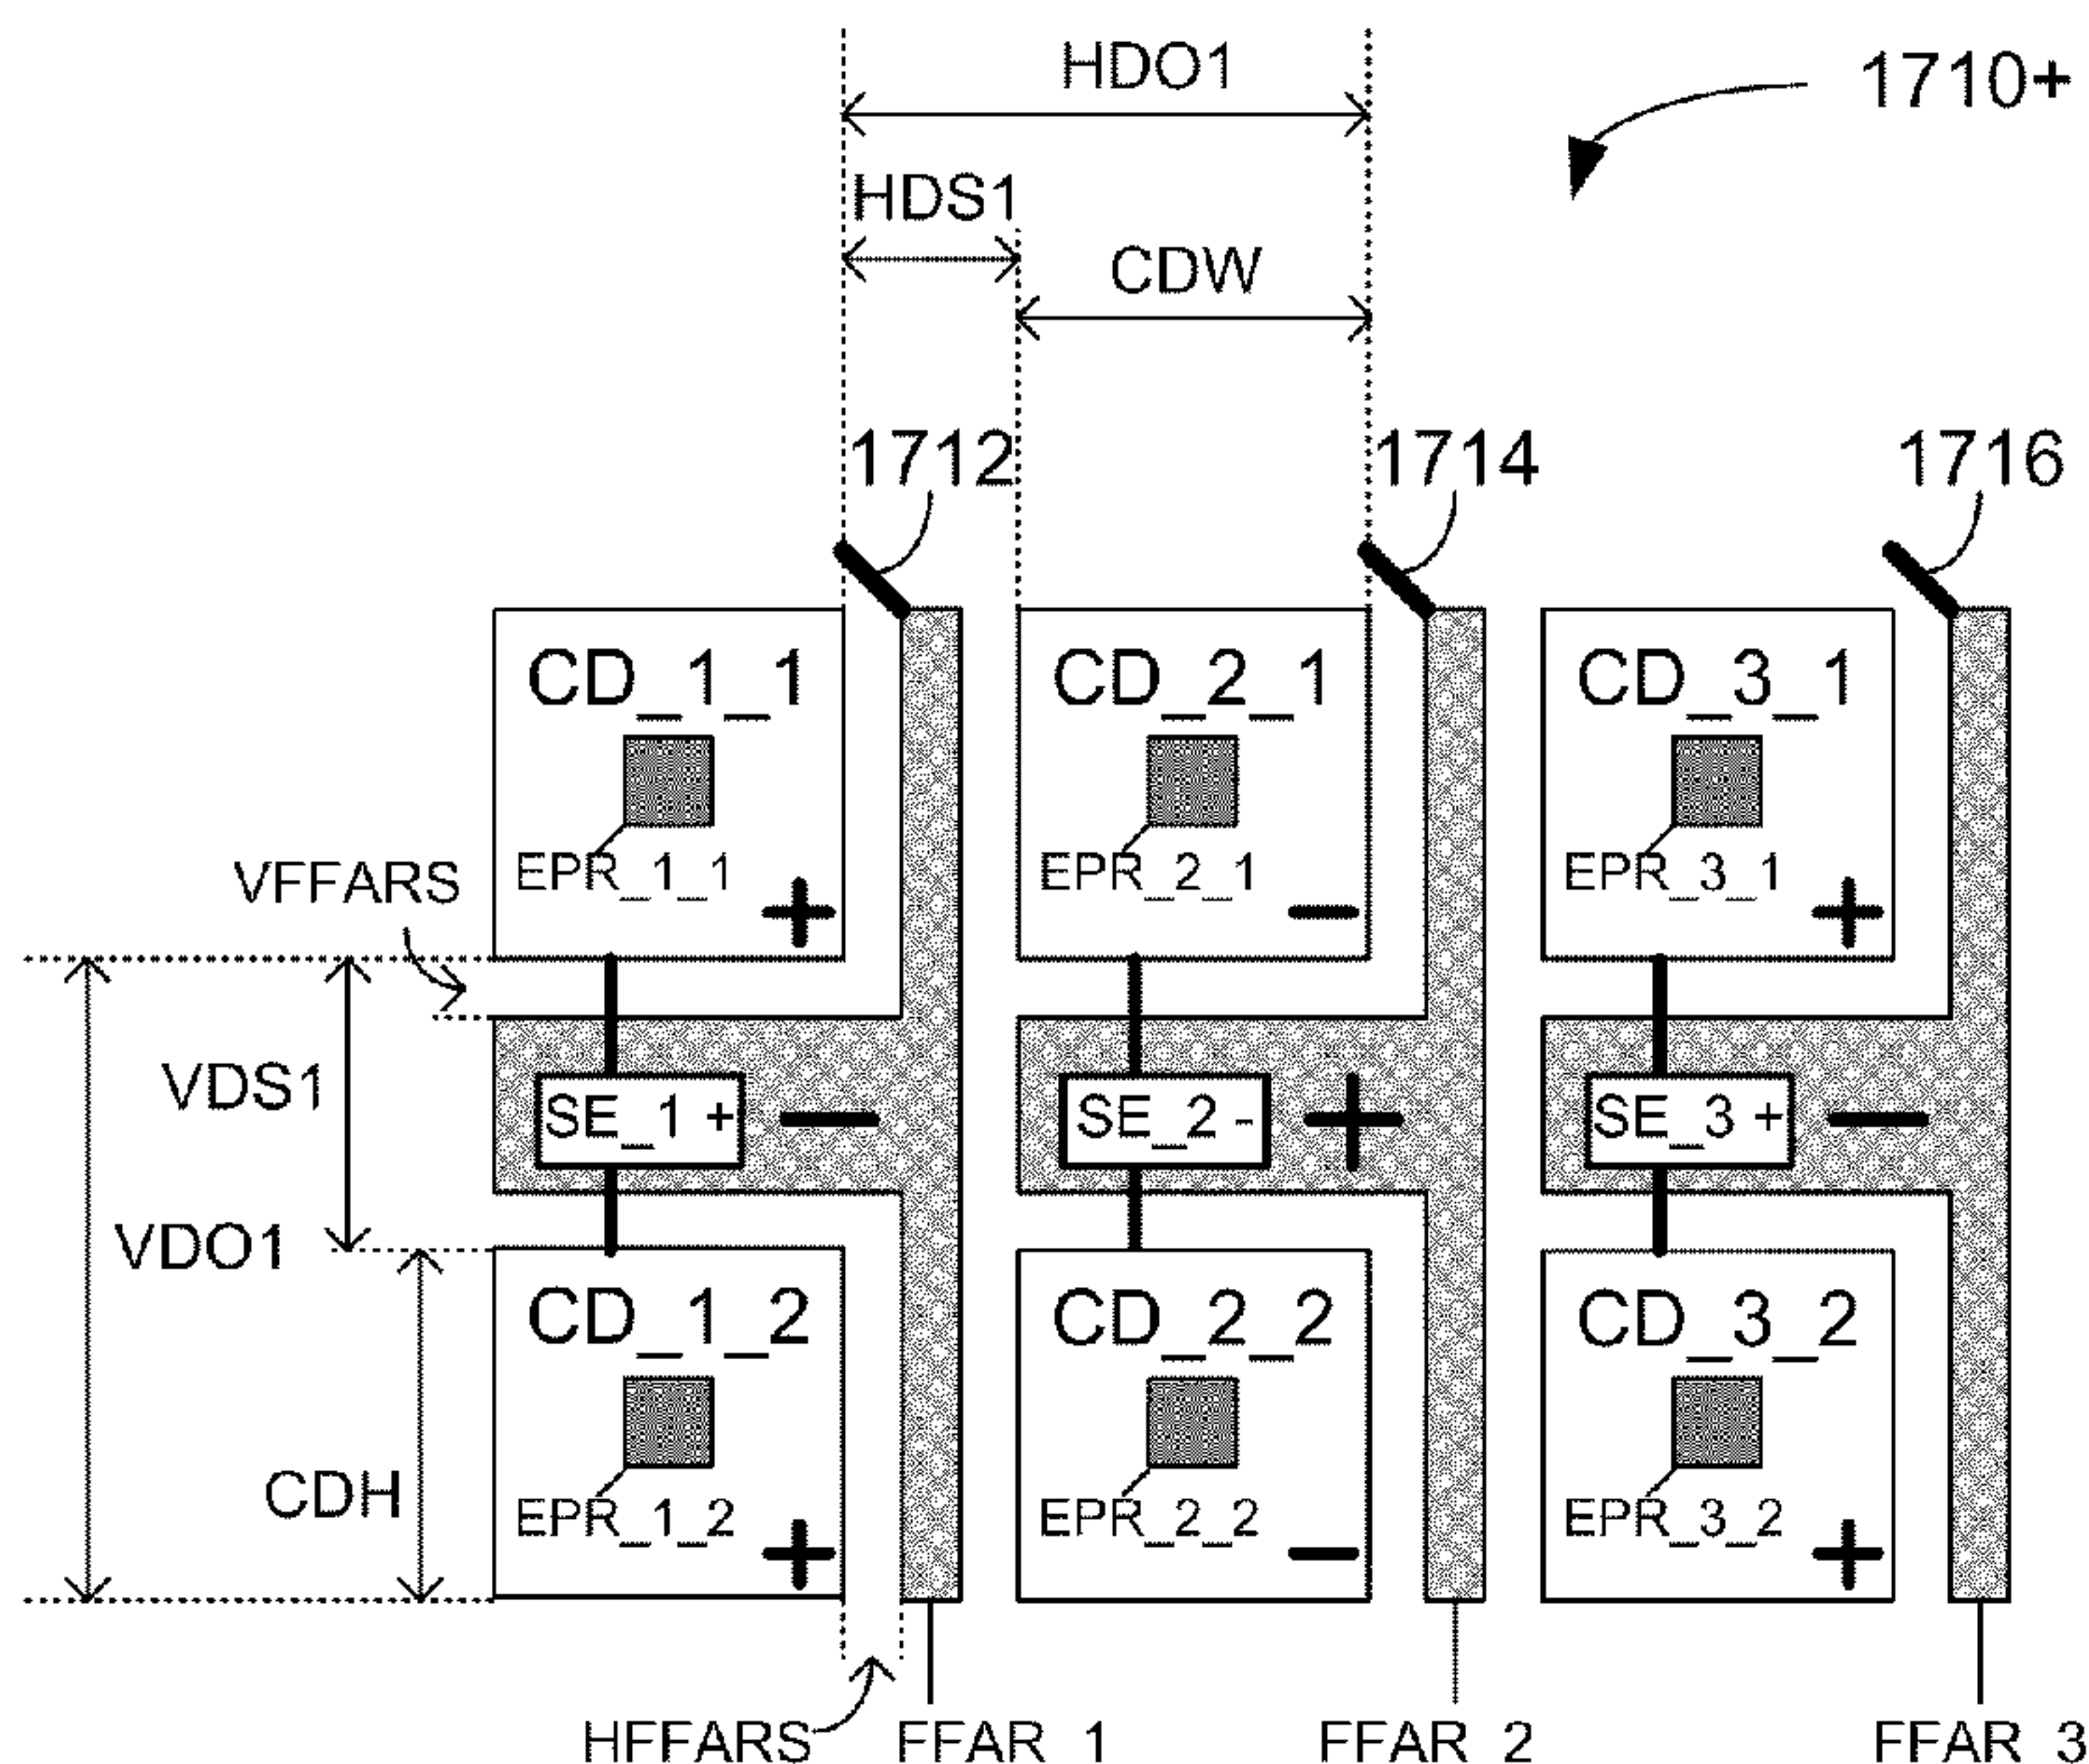 HDO1
1710+
HDS1
CDW
1712
1714
1716
CD_1_1
CD_2_1
CD_3_1
EPR_1_1
EPR_2_1
EPR_3_1
+
−
+
VFFARS
VDS1
SE_1 +
−
SE_2 -
+
SE_3 +
−
VDO1
CD_1_2
CD_2_2
CD_3_2
CDH
EPR_1_2
EPR_2_2
EPR_3_2
+
−
+
HFFARS
FFAR_1
FFAR_2
FFAR_3